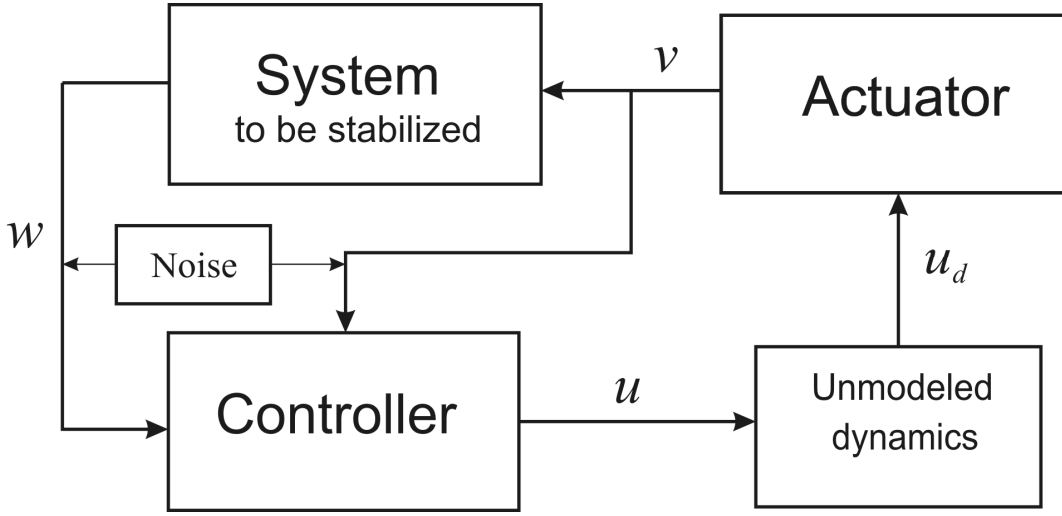 System
to be stabilized
v
Actuator
w
Noise
u_d
Controller
u
Unmodeled
dynamics